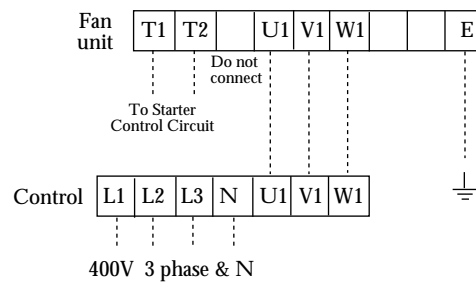 Fan unit T1 T2 U1 V1 W1 E
Do not connect
To Starter
Control Circuit
Control L1 L2 L3 N U1 V1 W1
400V 3 phase & N